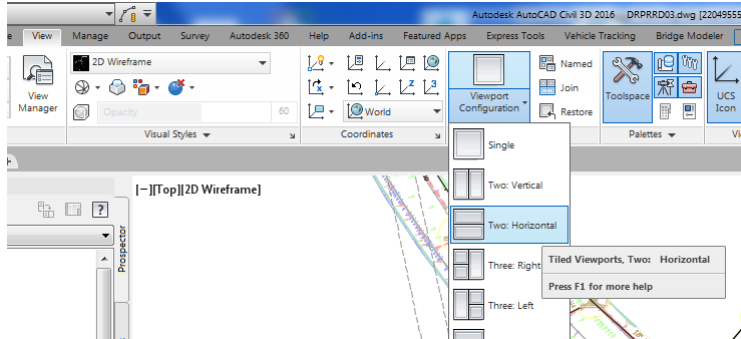 Autodesk AutoCAD Civil 3D 2016 DRPRRD03.dwg [22049555
View Manage Output Survey Autodesk 360 Help Add-ins Featured Apps Express Tools Vehicle Tracking Bridge Modeler
2D Wireframe
Named
Join
Restore
View
Manager
Opacity 60
World
Viewport
Configuration
Toolspace
UCS
Icon
Visual Styles
Coordinates
Palettes
Single
Two: Vertical
Two: Horizontal
Three: Right
Three: Left
[−][Top][2D Wireframe]
Prospector
Tiled Viewports, Two: Horizontal
Press F1 for more help